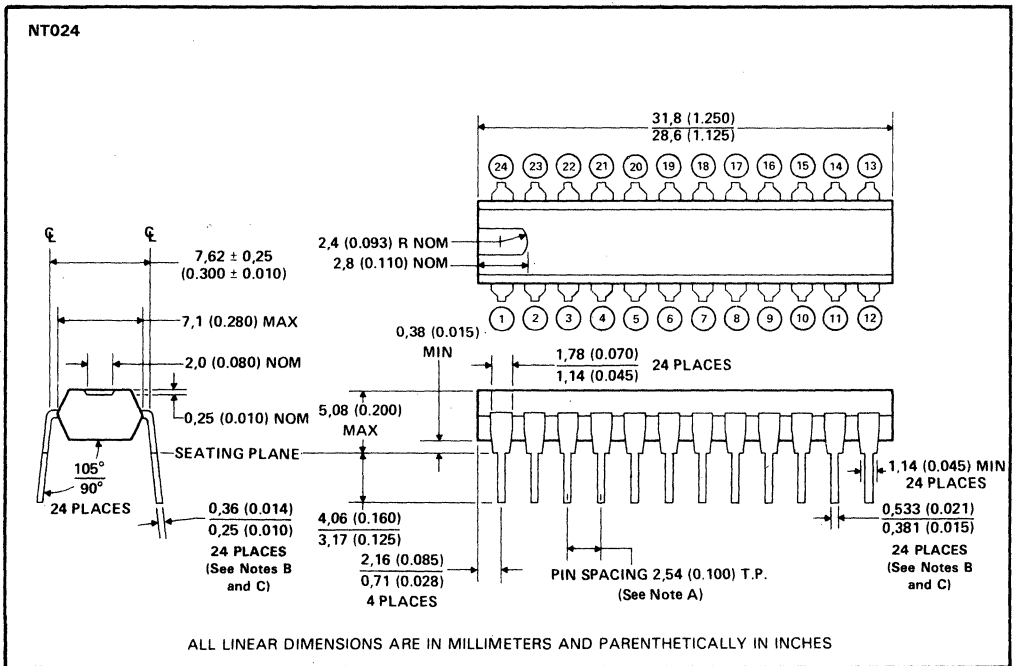 NT024
31,8 (1.250)
28,6 (1.125)
24 23 22 21 20 19 18 17 16 15 14 13
℄ ℄
7,62 ± 0,25
(0.300 ± 0.010)
2,4 (0.093) R NOM
2,8 (0.110) NOM
1 2 3 4 5 6 7 8 9 10 11 12
7,1 (0.280) MAX
0,38 (0.015)
MIN
2,0 (0.080) NOM
1,78 (0.070)
1,14 (0.045)
24 PLACES
0,25 (0.010) NOM
5,08 (0.200)
MAX
SEATING PLANE
105°
90°
24 PLACES
1,14 (0.045) MIN
24 PLACES
0,36 (0.014)
0,25 (0.010)
24 PLACES
(See Notes B
and C)
4,06 (0.160)
3,17 (0.125)
2,16 (0.085)
0,71 (0.028)
4 PLACES
PIN SPACING 2,54 (0.100) T.P.
(See Note A)
0,533 (0.021)
0,381 (0.015)
24 PLACES
(See Notes B
and C)
ALL LINEAR DIMENSIONS ARE IN MILLIMETERS AND PARENTHETICALLY IN INCHES